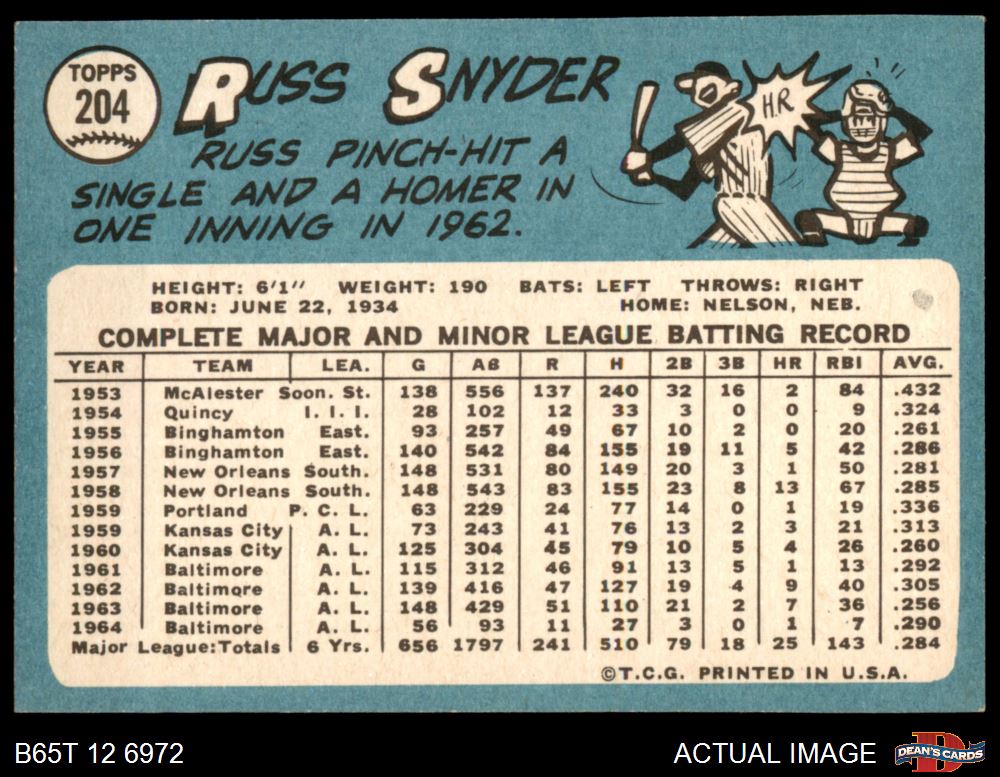 TOPPS
204
RUSS SNYDER
RUSS PINCH-HIT A
SINGLE AND A HOMER IN
ONE INNING IN 1962.
H.R
HEIGHT: 6'1" WEIGHT: 190 BATS: LEFT THROWS: RIGHT
BORN: JUNE 22, 1934 HOME: NELSON, NEB.
COMPLETE MAJOR AND MINOR LEAGUE BATTING RECORD
YEAR TEAM LEA. G AB R H 2B 3B HR RBI AVG.
1953 McAlester Soon. St. 138 556 137 240 32 16 2 84 .432
1954 Quincy I. I. I. 28 102 12 33 3 0 0 9 .324
1955 Binghamton East. 93 257 49 67 10 2 0 20 .261
1956 Binghamton East. 140 542 84 155 19 11 5 42 .286
1957 New Orleans South. 148 531 80 149 20 3 1 50 .281
1958 New Orleans South. 148 543 83 155 23 8 13 67 .285
1959 Portland P. C. L. 63 229 24 77 14 0 1 19 .336
1959 Kansas City A. L. 73 243 41 76 13 2 3 21 .313
1960 Kansas City A. L. 125 304 45 79 10 5 4 26 .260
1961 Baltimore A. L. 115 312 46 91 13 5 1 13 .292
1962 Baltimore A. L. 139 416 47 127 19 4 9 40 .305
1963 Baltimore A. L. 148 429 51 110 21 2 7 36 .256
1964 Baltimore A. L. 56 93 11 27 3 0 1 7 .290
Major League Totals 6 Yrs. 656 1797 241 510 79 18 25 143 .284
©T.C.G. PRINTED IN U.S.A.
B65T 12 6972
ACTUAL IMAGE
D
DEAN'S CARDS